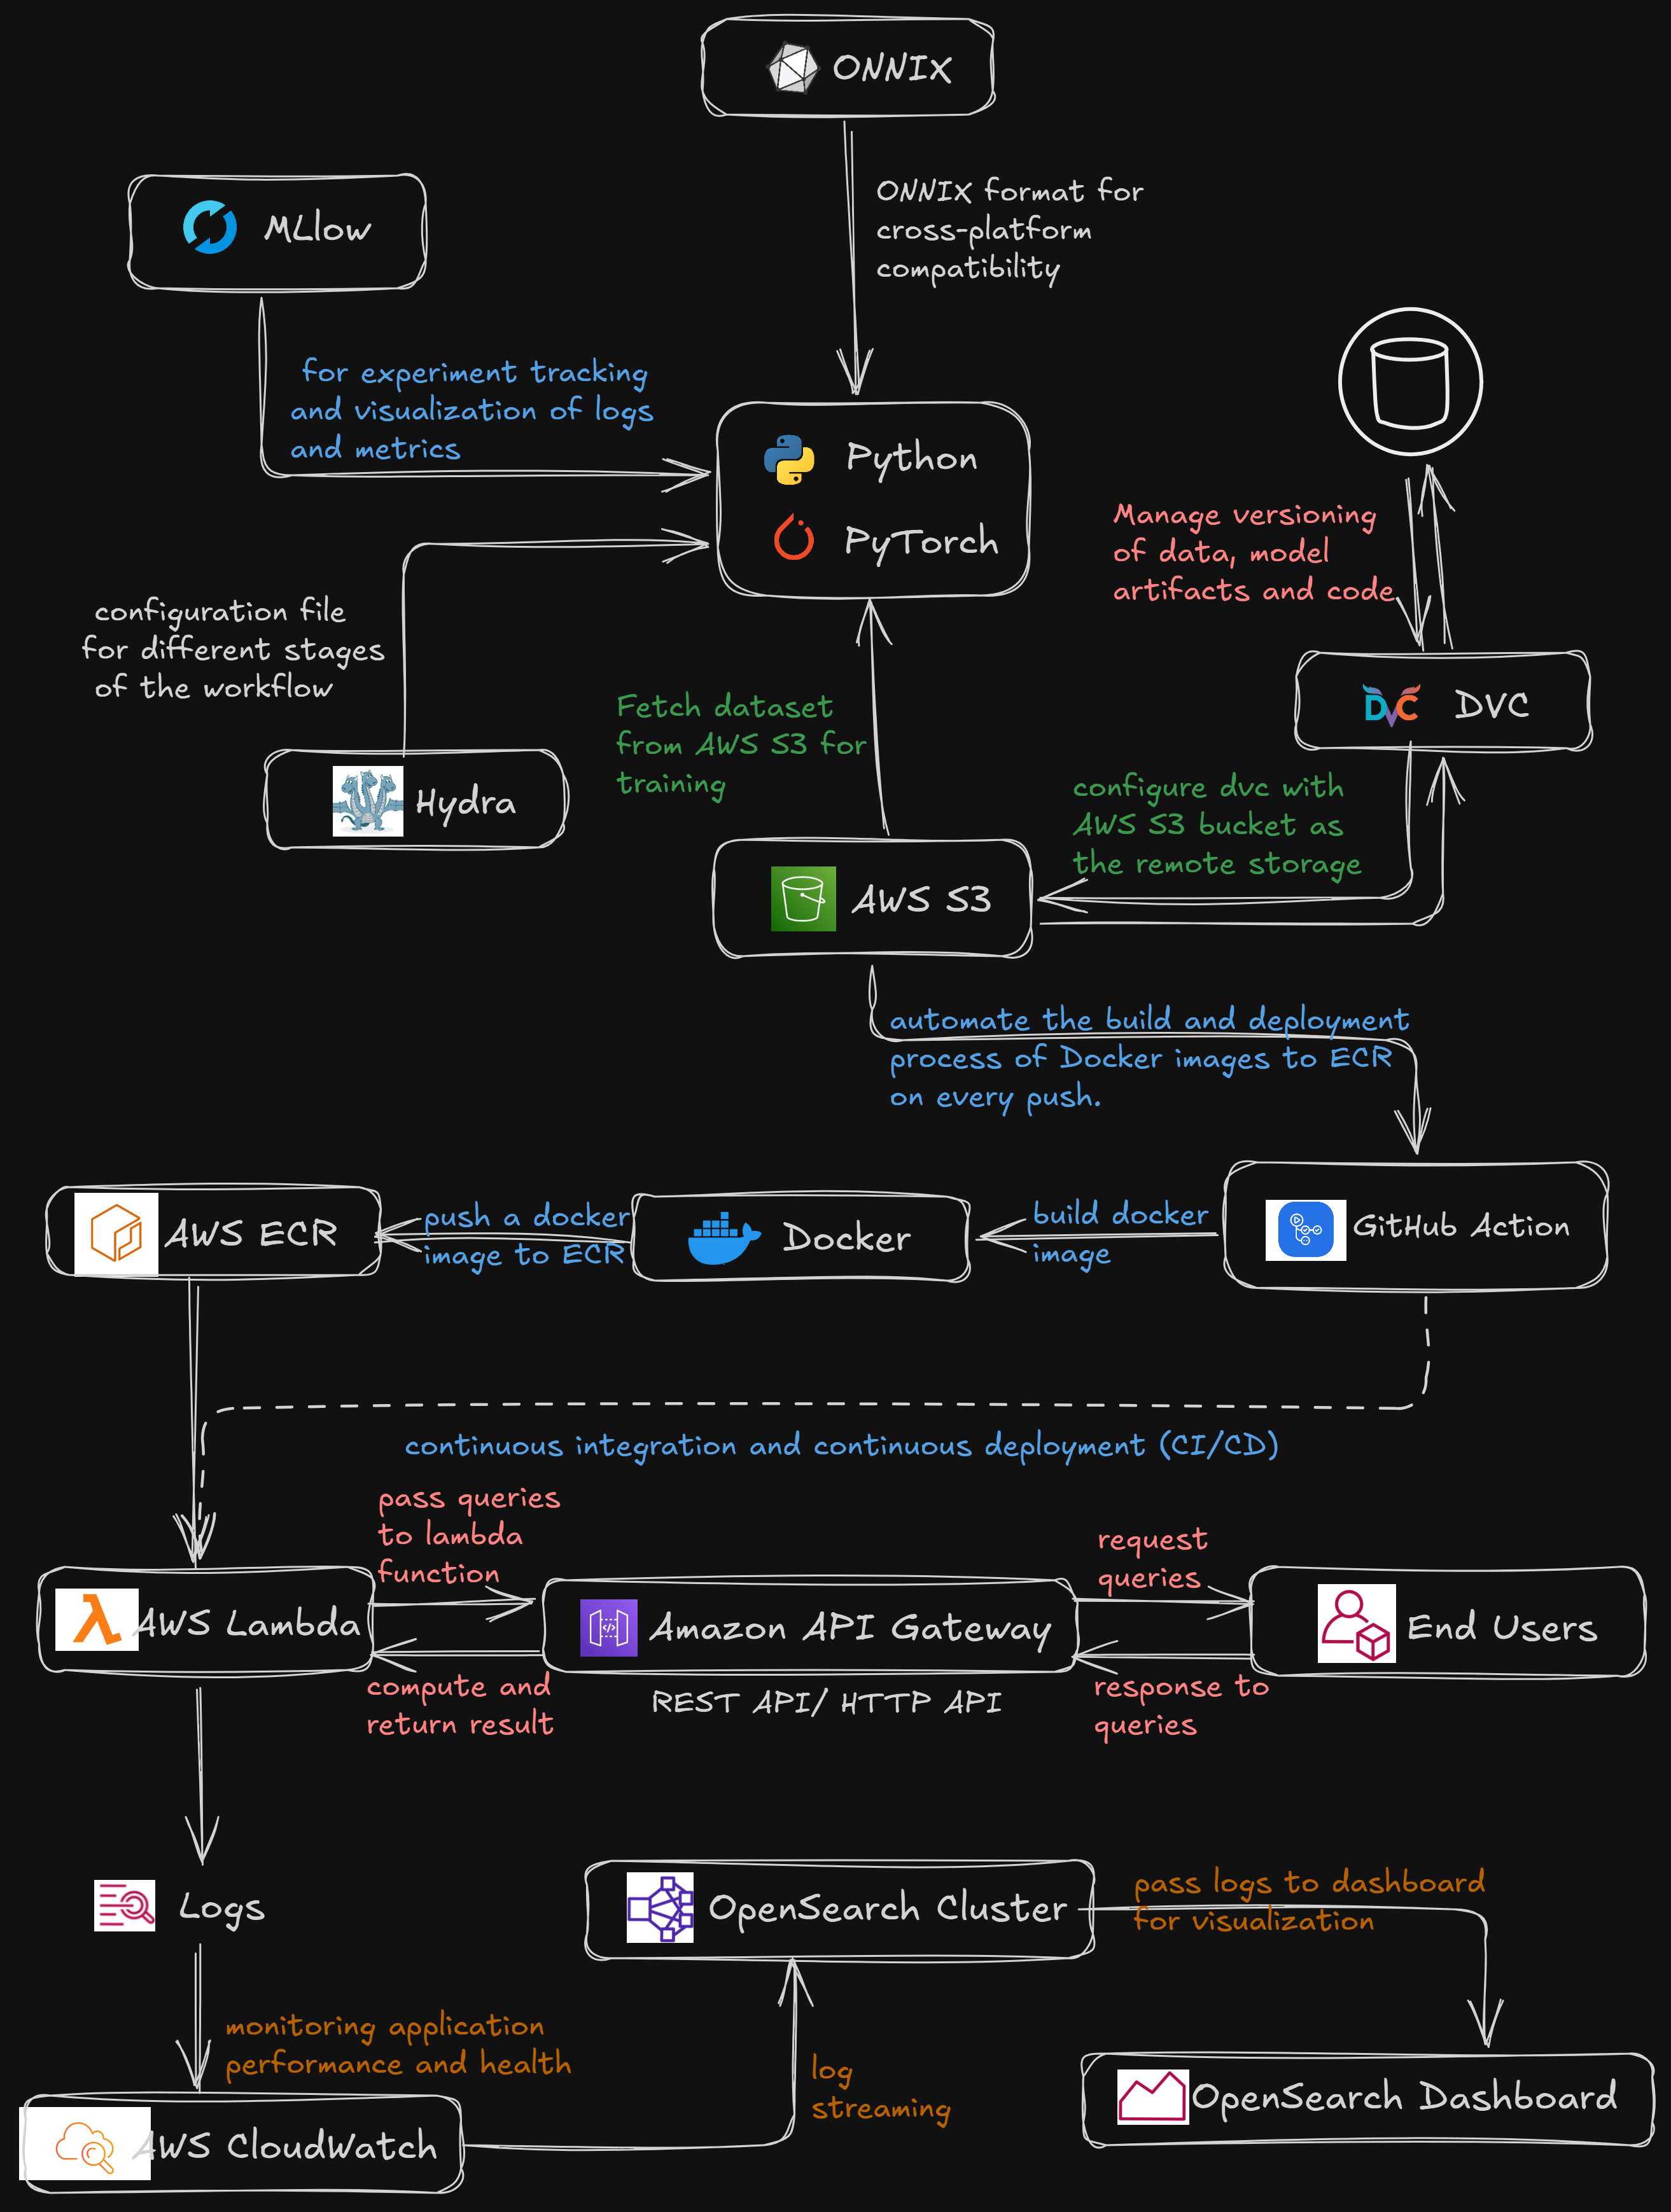 ONNIX
ONNIX format for
cross-platform
compatibility
MLlow
for experiment tracking
and visualization of logs
and metrics
Python
PyTorch
Manage versioning
of data, model
artifacts and code
configuration file
for different stages
of the workflow
DVC
DVC
Fetch dataset
from AWS S3 for
training
Hydra
configure dvc with
AWS S3 bucket as
the remote storage
AWS S3
automate the build and deployment
process of Docker images to ECR
on every push.
AWS ECR
push a docker
image to ECR
Docker
build docker
image
GitHub Action
continuous integration and continuous deployment (CI/CD)
pass queries
to lambda
function
request
queries
AWS Lambda
Amazon API Gateway
End Users
compute and
return result
REST API/ HTTP API
response to
queries
Logs
OpenSearch Cluster
pass logs to dashboard
for visualization
monitoring application
performance and health
log
streaming
OpenSearch Dashboard
AWS CloudWatch